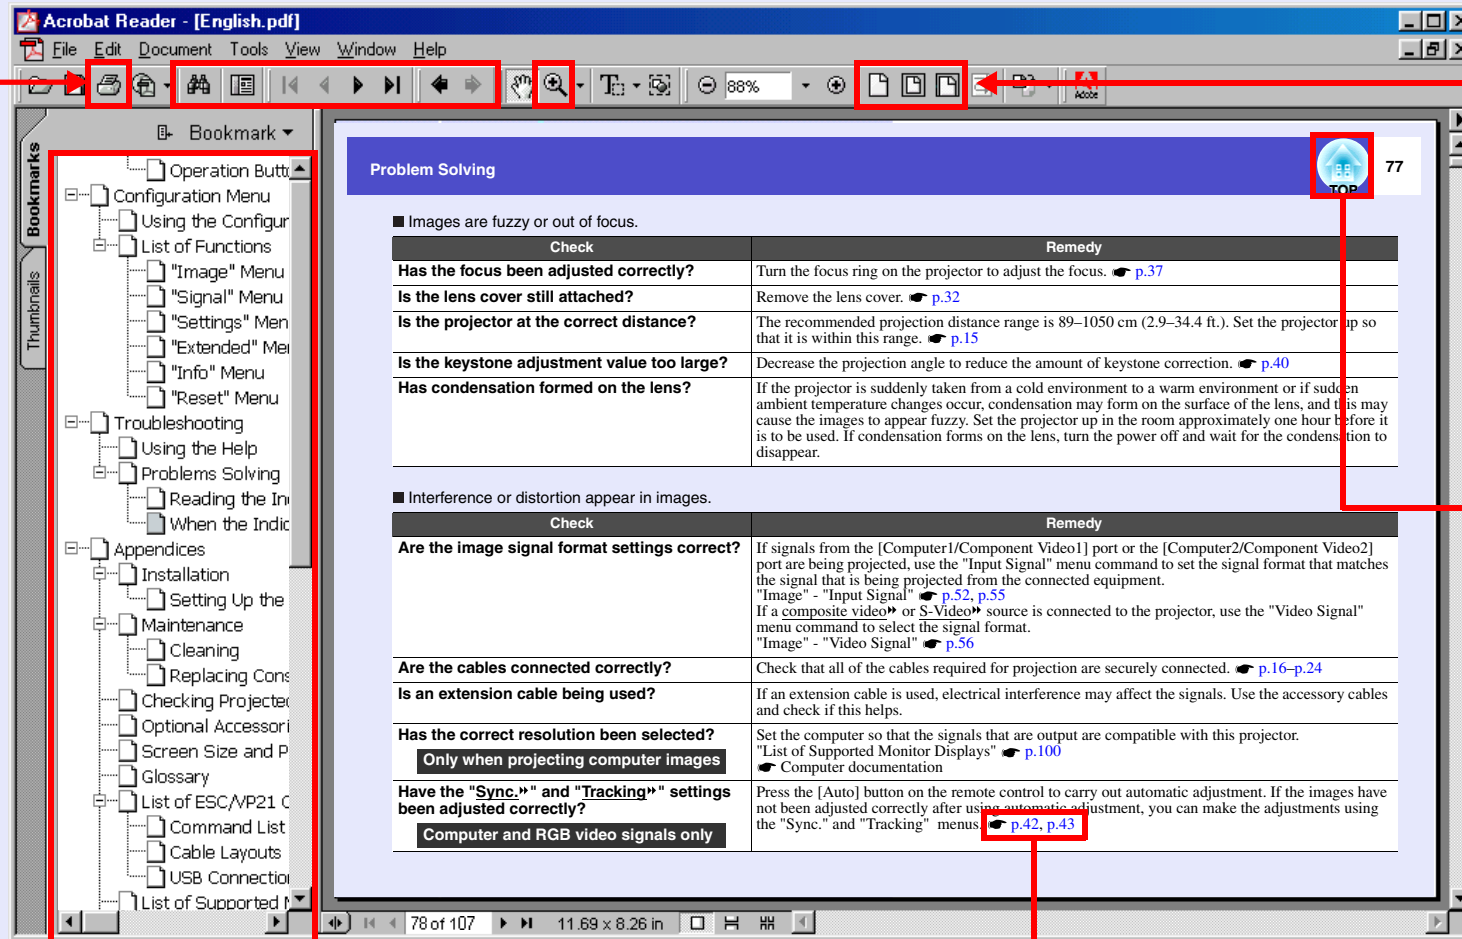 Acrobat Reader - [English.pdf]
File Edit Document Tools View Window Help
88%
Adobe
Bookmarks
Thumbnails
Bookmark
Operation Butt
Configuration Menu
Using the Configur
List of Functions
"Image" Menu
"Signal" Menu
"Settings" Men
"Extended" Me
"Info" Menu
"Reset" Menu
Troubleshooting
Using the Help
Problems Solving
Reading the In
When the Indic
Appendices
Installation
Setting Up the
Maintenance
Cleaning
Replacing Cons
Checking Projected
Optional Accessori
Screen Size and P
Glossary
List of ESC/VP21 C
Command List
Cable Layouts
USB Connection
List of Supported M
Problem Solving
TOP
77
■ Images are fuzzy or out of focus.
Check Remedy
Has the focus been adjusted correctly? Turn the focus ring on the projector to adjust the focus. ☛ p.37
Is the lens cover still attached? Remove the lens cover. ☛ p.32
Is the projector at the correct distance? The recommended projection distance range is 89–1050 cm (2.9–34.4 ft.). Set the projector up so
that it is within this range. ☛ p.15
Is the keystone adjustment value too large? Decrease the projection angle to reduce the amount of keystone correction. ☛ p.40
Has condensation formed on the lens? If the projector is suddenly taken from a cold environment to a warm environment or if sudden
ambient temperature changes occur, condensation may form on the surface of the lens, and this may
cause the images to appear fuzzy. Set the projector up in the room approximately one hour before it
is to be used. If condensation forms on the lens, turn the power off and wait for the condensation to
disappear.
■ Interference or distortion appear in images.
Check Remedy
Are the image signal format settings correct? If signals from the [Computer1/Component Video1] port or the [Computer2/Component Video2]
port are being projected, use the "Input Signal" menu command to set the signal format that matches
the signal that is being projected from the connected equipment.
"Image" - "Input Signal" ☛ p.52, p.55
If a composite video» or S-Video» source is connected to the projector, use the "Video Signal"
menu command to select the signal format.
"Image" - "Video Signal" ☛ p.56
Are the cables connected correctly? Check that all of the cables required for projection are securely connected. ☛ p.16–p.24
Is an extension cable being used? If an extension cable is used, electrical interference may affect the signals. Use the accessory cables
and check if this helps.
Has the correct resolution been selected? Set the computer so that the signals that are output are compatible with this projector.
Only when projecting computer images "List of Supported Monitor Displays" ☛ p.100
☛ Computer documentation
Have the "Sync.»" and "Tracking»" settings Press the [Auto] button on the remote control to carry out automatic adjustment. If the images have
been adjusted correctly? not been adjusted correctly after using automatic adjustment, you can make the adjustments using
Computer and RGB video signals only the "Sync." and "Tracking" menus. ☛ p.42, p.43
78 of 107 11.69 x 8.26 in